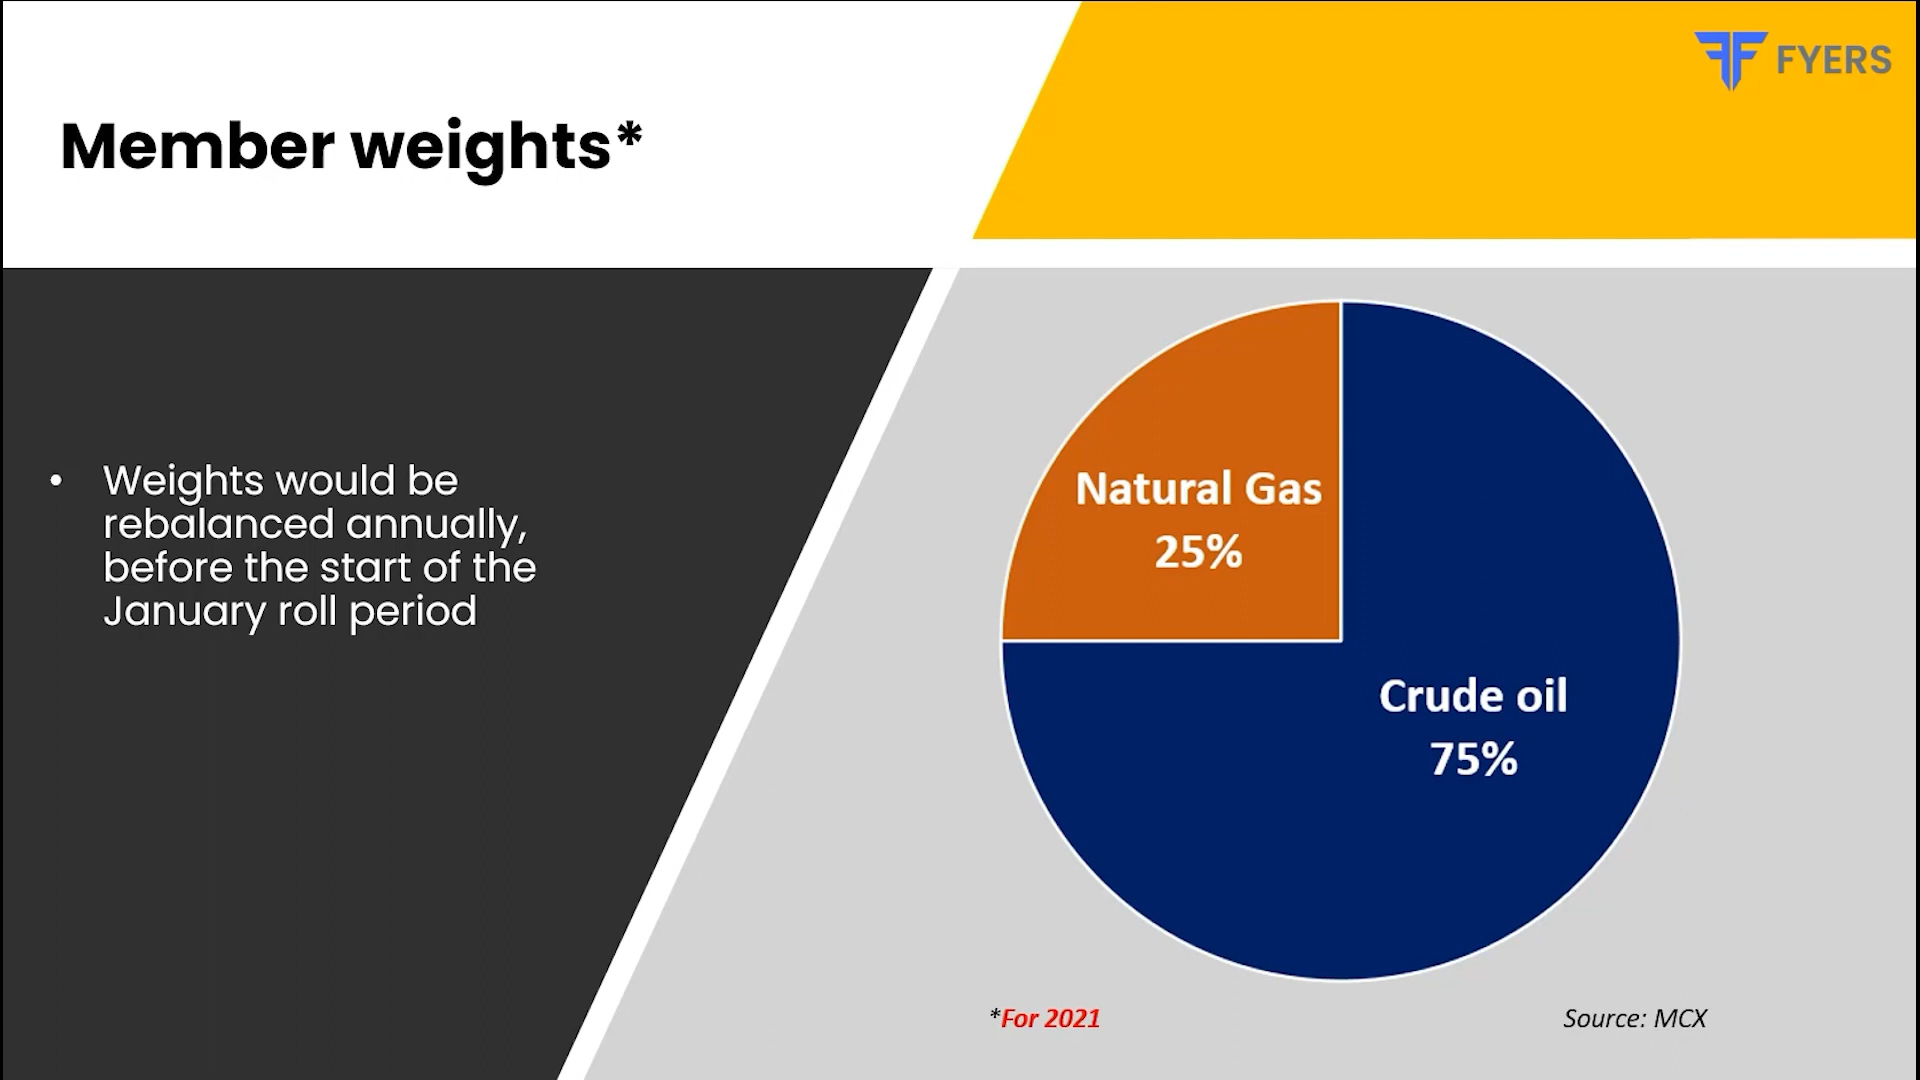 FYERS
Member weights*
• Weights would be
rebalanced annually,
before the start of the
January roll period
Natural Gas
25%
Crude oil
75%
*For 2021
Source: MCX